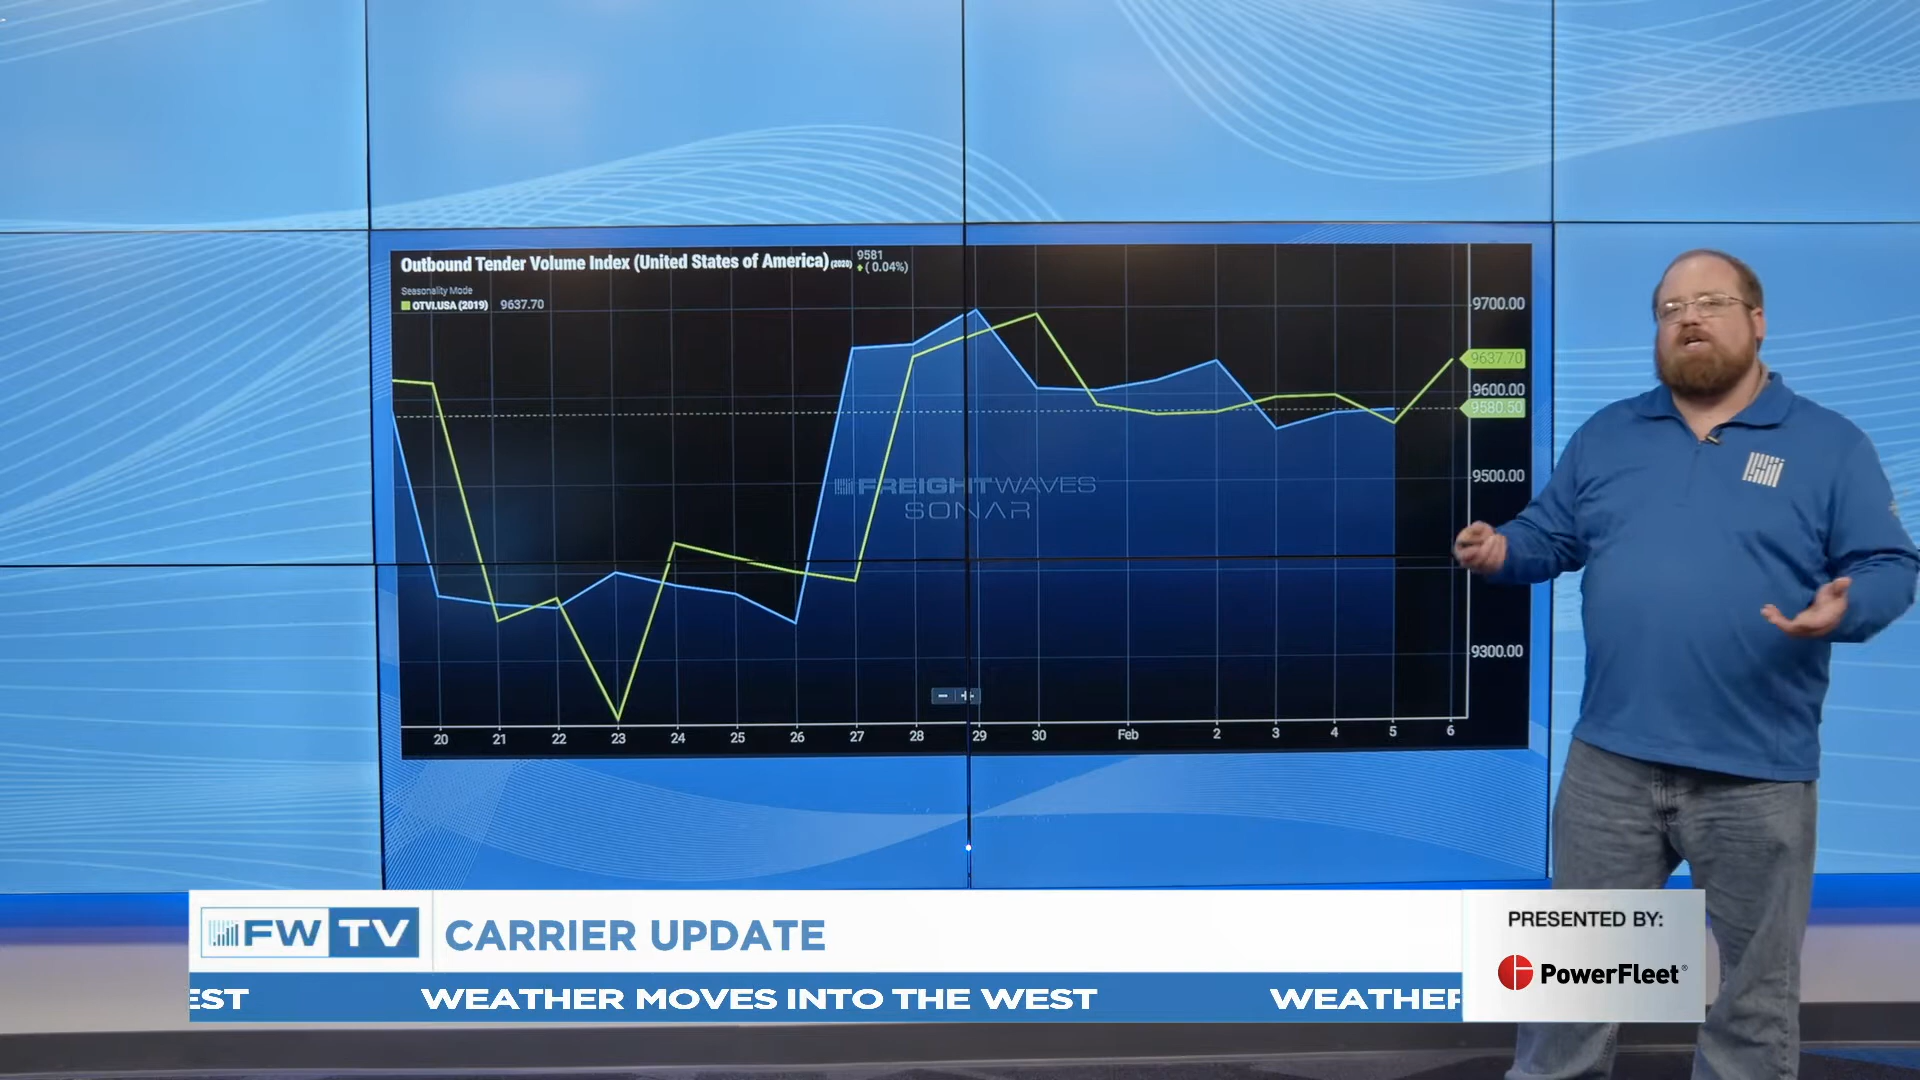 Outbound Tender Volume Index (United States of America) (2020) 9581
(0.04%)
Seasonality Mode
OTVI.USA (2019) 9637.70
9700.00
9637.70
9600.00
9580.50
9500.00
9300.00
FREIGHTWAVES
SONAR
20 21 22 23 24 25 26 27 28 29 30 Feb 2 3 4 5 6
FWTV
CARRIER UPDATE
PRESENTED BY:
PowerFleet®
EST WEATHER MOVES INTO THE WEST WEATHER